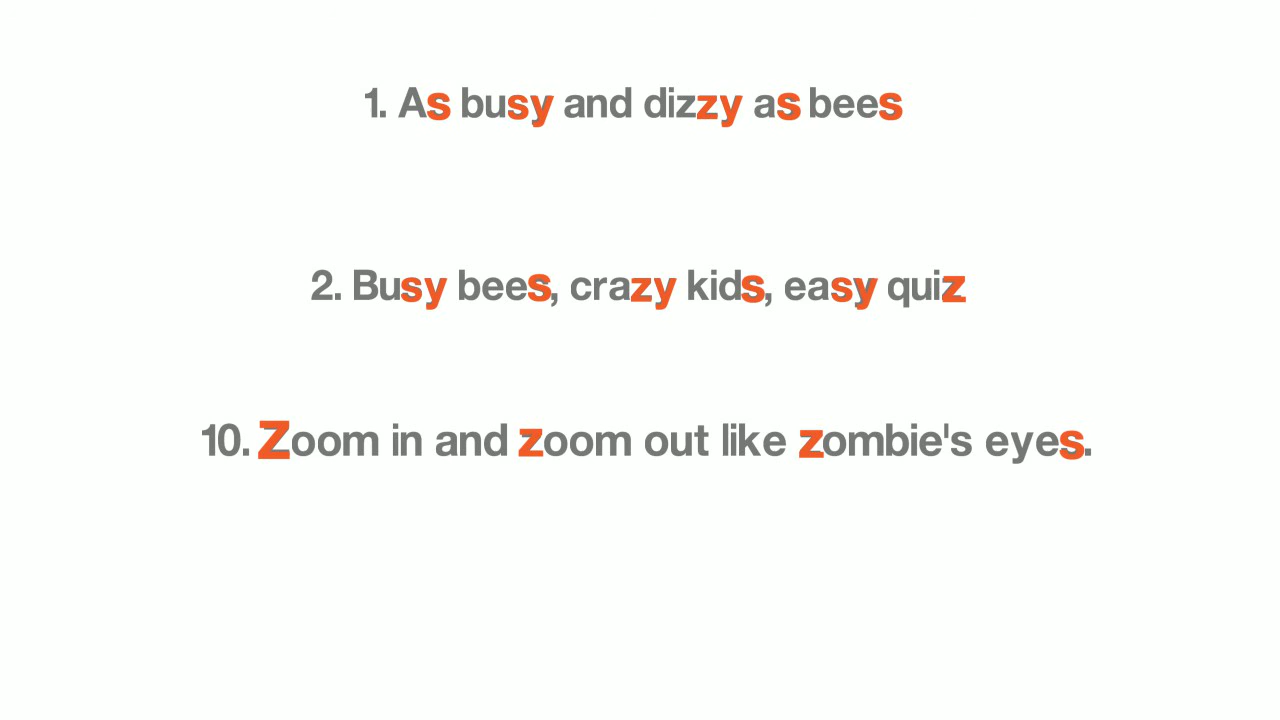 1. As busy and dizzy as bees
2. Busy bees, crazy kids, easy quiz
10. Zoom in and zoom out like zombie's eyes.